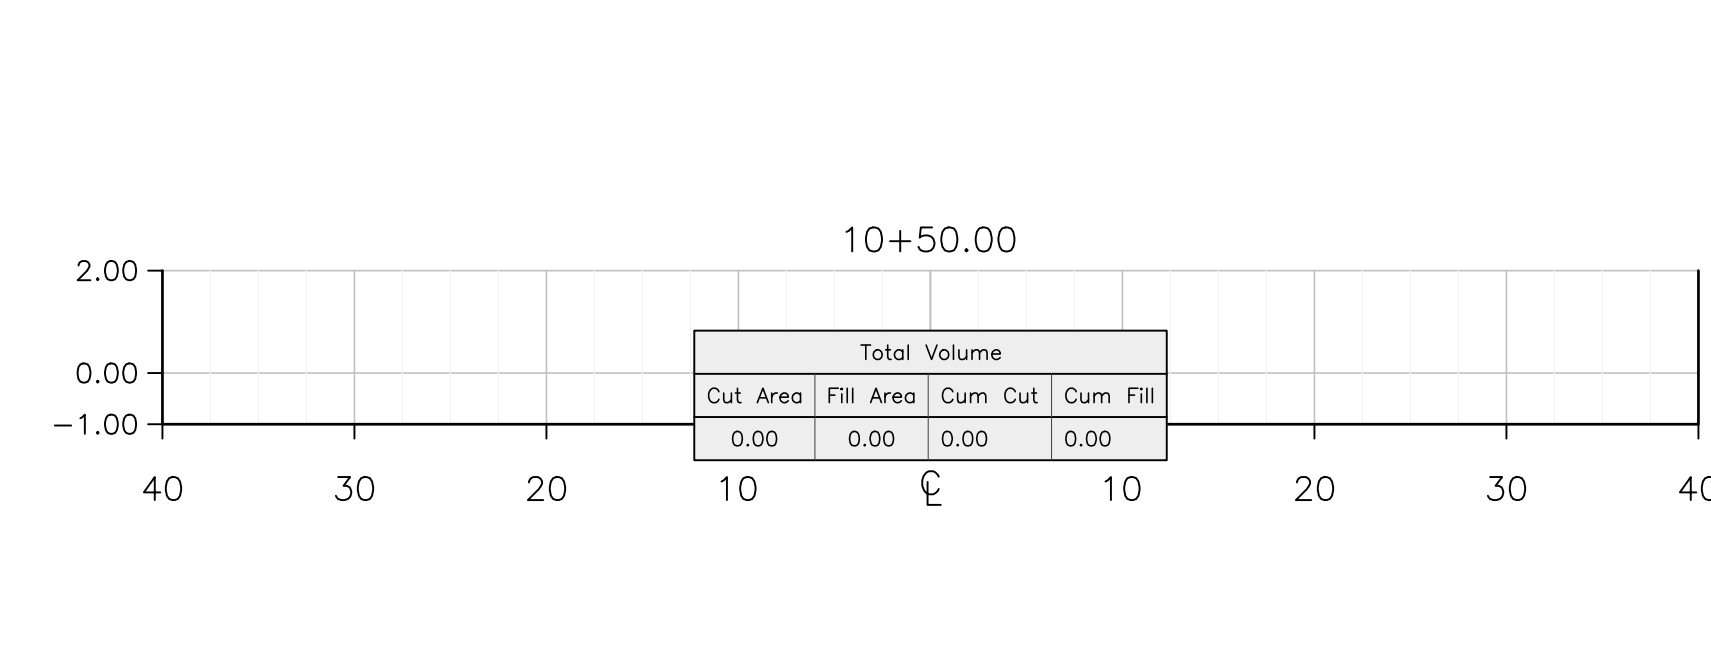 10+50.00
2.00
0.00
-1.00
Total Volume
Cut Area Fill Area Cum Cut Cum Fill
0.00 0.00 0.00 0.00
40 30 20 10 ℄ 10 20 30 40